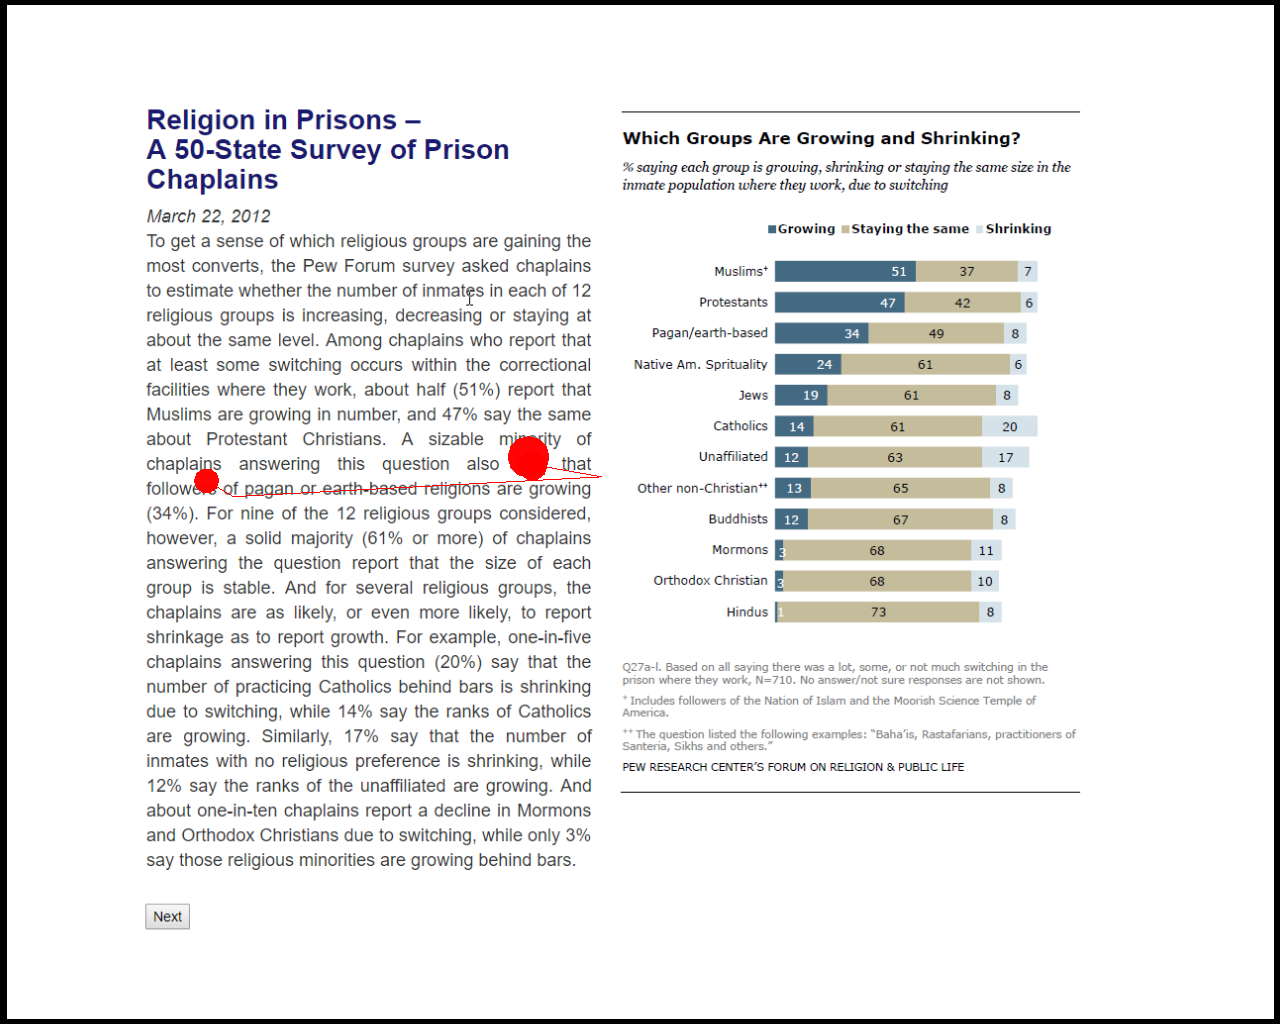 Religion in Prisons –
A 50-State Survey of Prison
Chaplains
March 22, 2012
To get a sense of which religious groups are gaining the
most converts, the Pew Forum survey asked chaplains
to estimate whether the number of inmates in each of 12
religious groups is increasing, decreasing or staying at
about the same level. Among chaplains who report that
at least some switching occurs within the correctional
facilities where they work, about half (51%) report that
Muslims are growing in number, and 47% say the same
about Protestant Christians. A sizable minority of
chaplains answering this question also that
followers of pagan or earth-based religions are growing
(34%). For nine of the 12 religious groups considered,
however, a solid majority (61% or more) of chaplains
answering the question report that the size of each
group is stable. And for several religious groups, the
chaplains are as likely, or even more likely, to report
shrinkage as to report growth. For example, one-in-five
chaplains answering this question (20%) say that the
number of practicing Catholics behind bars is shrinking
due to switching, while 14% say the ranks of Catholics
are growing. Similarly, 17% say that the number of
inmates with no religious preference is shrinking, while
12% say the ranks of the unaffiliated are growing. And
about one-in-ten chaplains report a decline in Mormons
and Orthodox Christians due to switching, while only 3%
say those religious minorities are growing behind bars.
Next
Which Groups Are Growing and Shrinking?
% saying each group is growing, shrinking or staying the same size in the
inmate population where they work, due to switching
Growing Staying the same Shrinking
Muslims⁺ 51 37 7
Protestants 47 42 6
Pagan/earth-based 34 49 8
Native Am. Sprituality 24 61 6
Jews 19 61 8
Catholics 14 61 20
Unaffiliated 12 63 17
Other non-Christian⁺⁺ 13 65 8
Buddhists 12 67 8
Mormons 3 68 11
Orthodox Christian 3 68 10
Hindus 1 73 8
Q27a-l. Based on all saying there was a lot, some, or not much switching in the
prison where they work, N=710. No answer/not sure responses are not shown.
⁺ Includes followers of the Nation of Islam and the Moorish Science Temple of
America.
⁺⁺ The question listed the following examples: “Baha’is, Rastafarians, practitioners of
Santeria, Sikhs and others.”
PEW RESEARCH CENTER’S FORUM ON RELIGION & PUBLIC LIFE